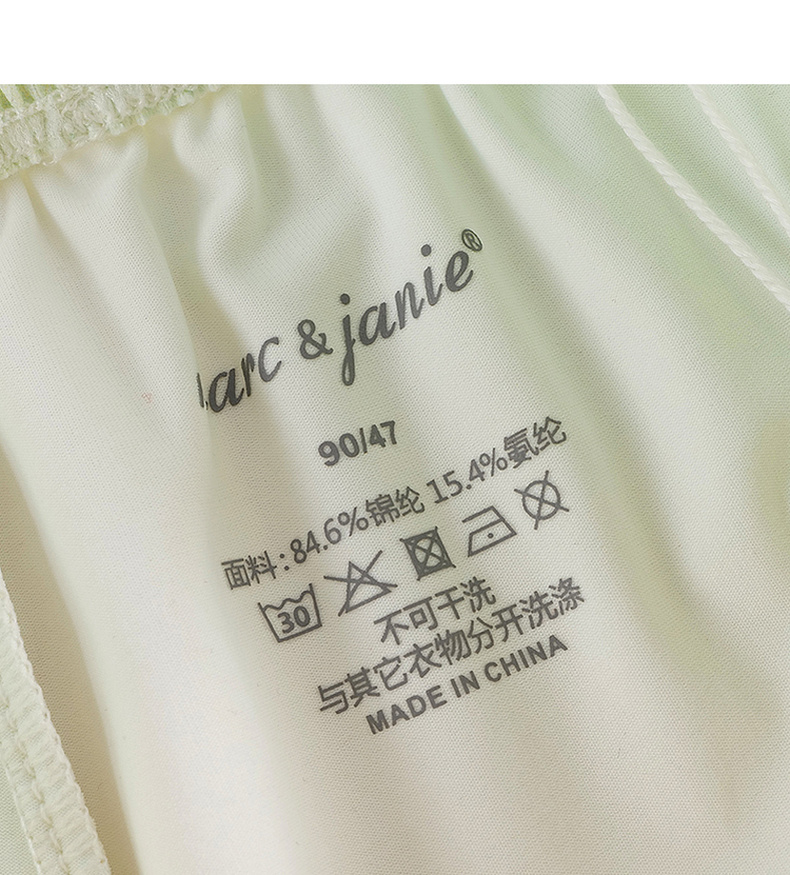 & janie®
90/47
面料:84.6%锦纶 15.4%氨纶
30
不可干洗
与其它衣物分开洗涤
MADE IN CHINA